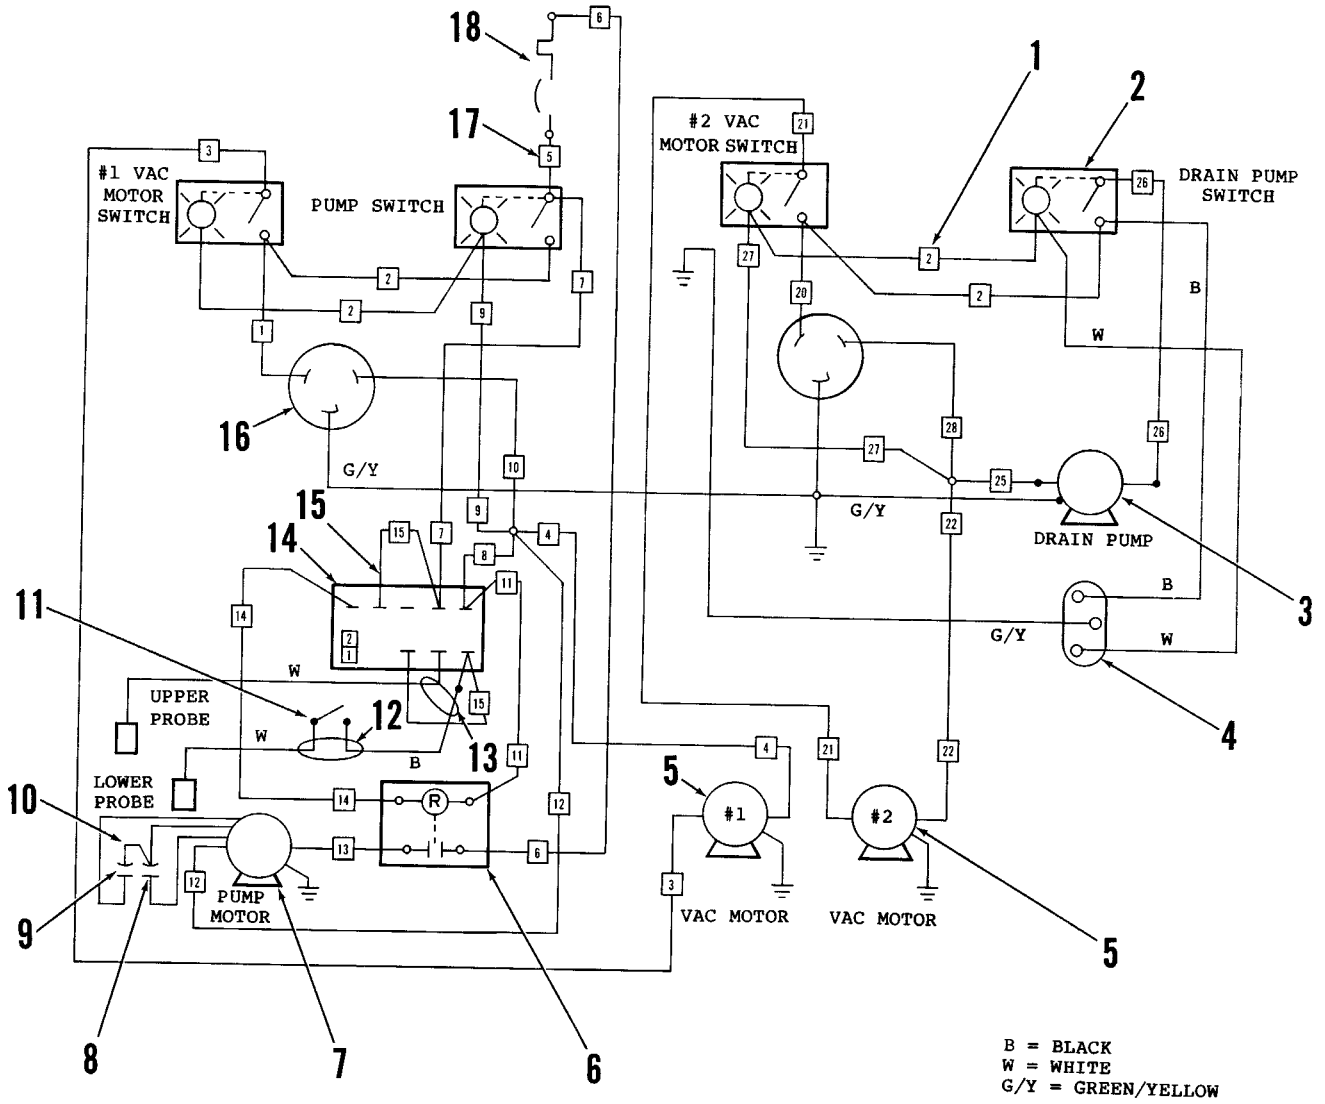 6
18
1
2
21
17
#2 VAC
MOTOR SWITCH
3
5
#1 VAC
MOTOR
SWITCH
PUMP SWITCH
26
DRAIN PUMP
SWITCH
2
7
27
2
20
2
B
2
9
1
W
16
G/Y
10
27
28
26
25
15
14
9
15
7
4
8
G/Y
22
DRAIN PUMP
11
11
14
2
1
B
3
G/Y
W
W
UPPER
PROBE
12
15
W
B
13
11
4
21
22
4
LOWER
PROBE
10
14
R
12
5
#1
#2
13
6
9
12
PUMP
MOTOR
3
VAC MOTOR
VAC MOTOR
5
8
7
6
B = BLACK
W = WHITE
G/Y = GREEN/YELLOW